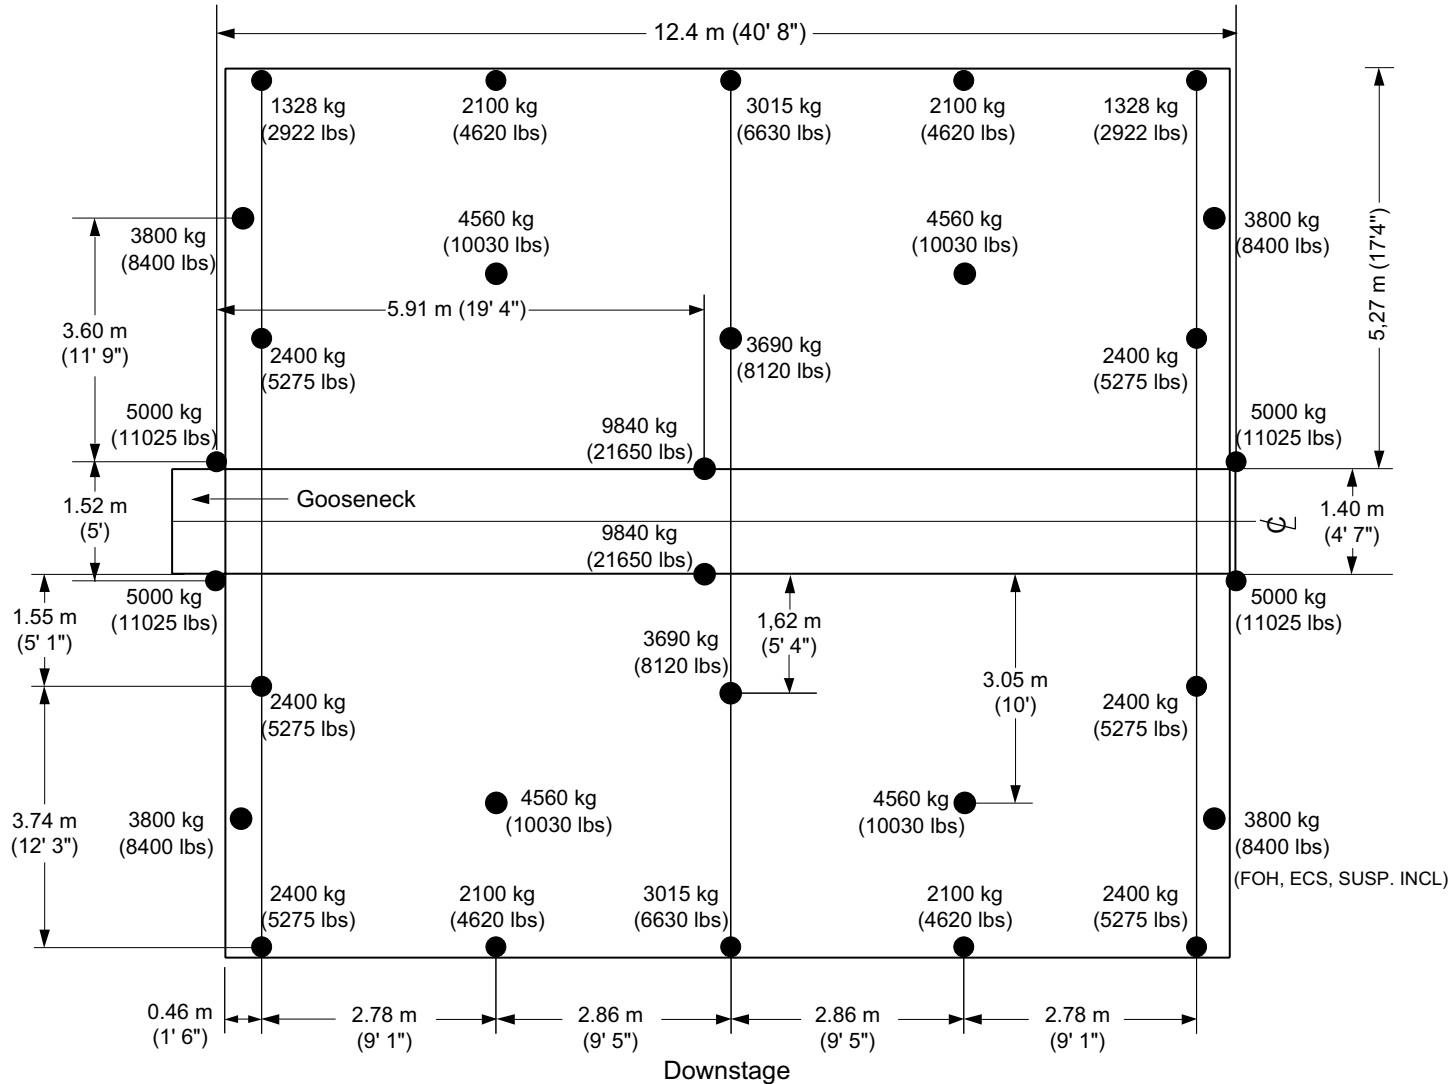 12.4 m (40' 8")
1328 kg
(2922 lbs)
2100 kg
(4620 lbs)
3015 kg
(6630 lbs)
2100 kg
(4620 lbs)
1328 kg
(2922 lbs)
3800 kg
(8400 lbs)
4560 kg
(10030 lbs)
4560 kg
(10030 lbs)
3800 kg
(8400 lbs)
5,27 m (17'4")
5.91 m (19' 4")
3.60 m
(11' 9")
2400 kg
(5275 lbs)
3690 kg
(8120 lbs)
2400 kg
(5275 lbs)
5000 kg
(11025 lbs)
9840 kg
(21650 lbs)
5000 kg
(11025 lbs)
1.52 m
(5')
Gooseneck
9840 kg
(21650 lbs)
CL
1.40 m
(4' 7")
5000 kg
(11025 lbs)
5000 kg
(11025 lbs)
1.55 m
(5' 1")
3690 kg
(8120 lbs)
1,62 m
(5' 4")
3.05 m
(10')
2400 kg
(5275 lbs)
2400 kg
(5275 lbs)
3.74 m
(12' 3")
3800 kg
(8400 lbs)
4560 kg
(10030 lbs)
4560 kg
(10030 lbs)
3800 kg
(8400 lbs)
(FOH, ECS, SUSP. INCL)
2400 kg
(5275 lbs)
2100 kg
(4620 lbs)
3015 kg
(6630 lbs)
2100 kg
(4620 lbs)
2400 kg
(5275 lbs)
0.46 m
(1' 6")
2.78 m
(9' 1")
2.86 m
(9' 5")
2.86 m
(9' 5")
2.78 m
(9' 1")
Downstage